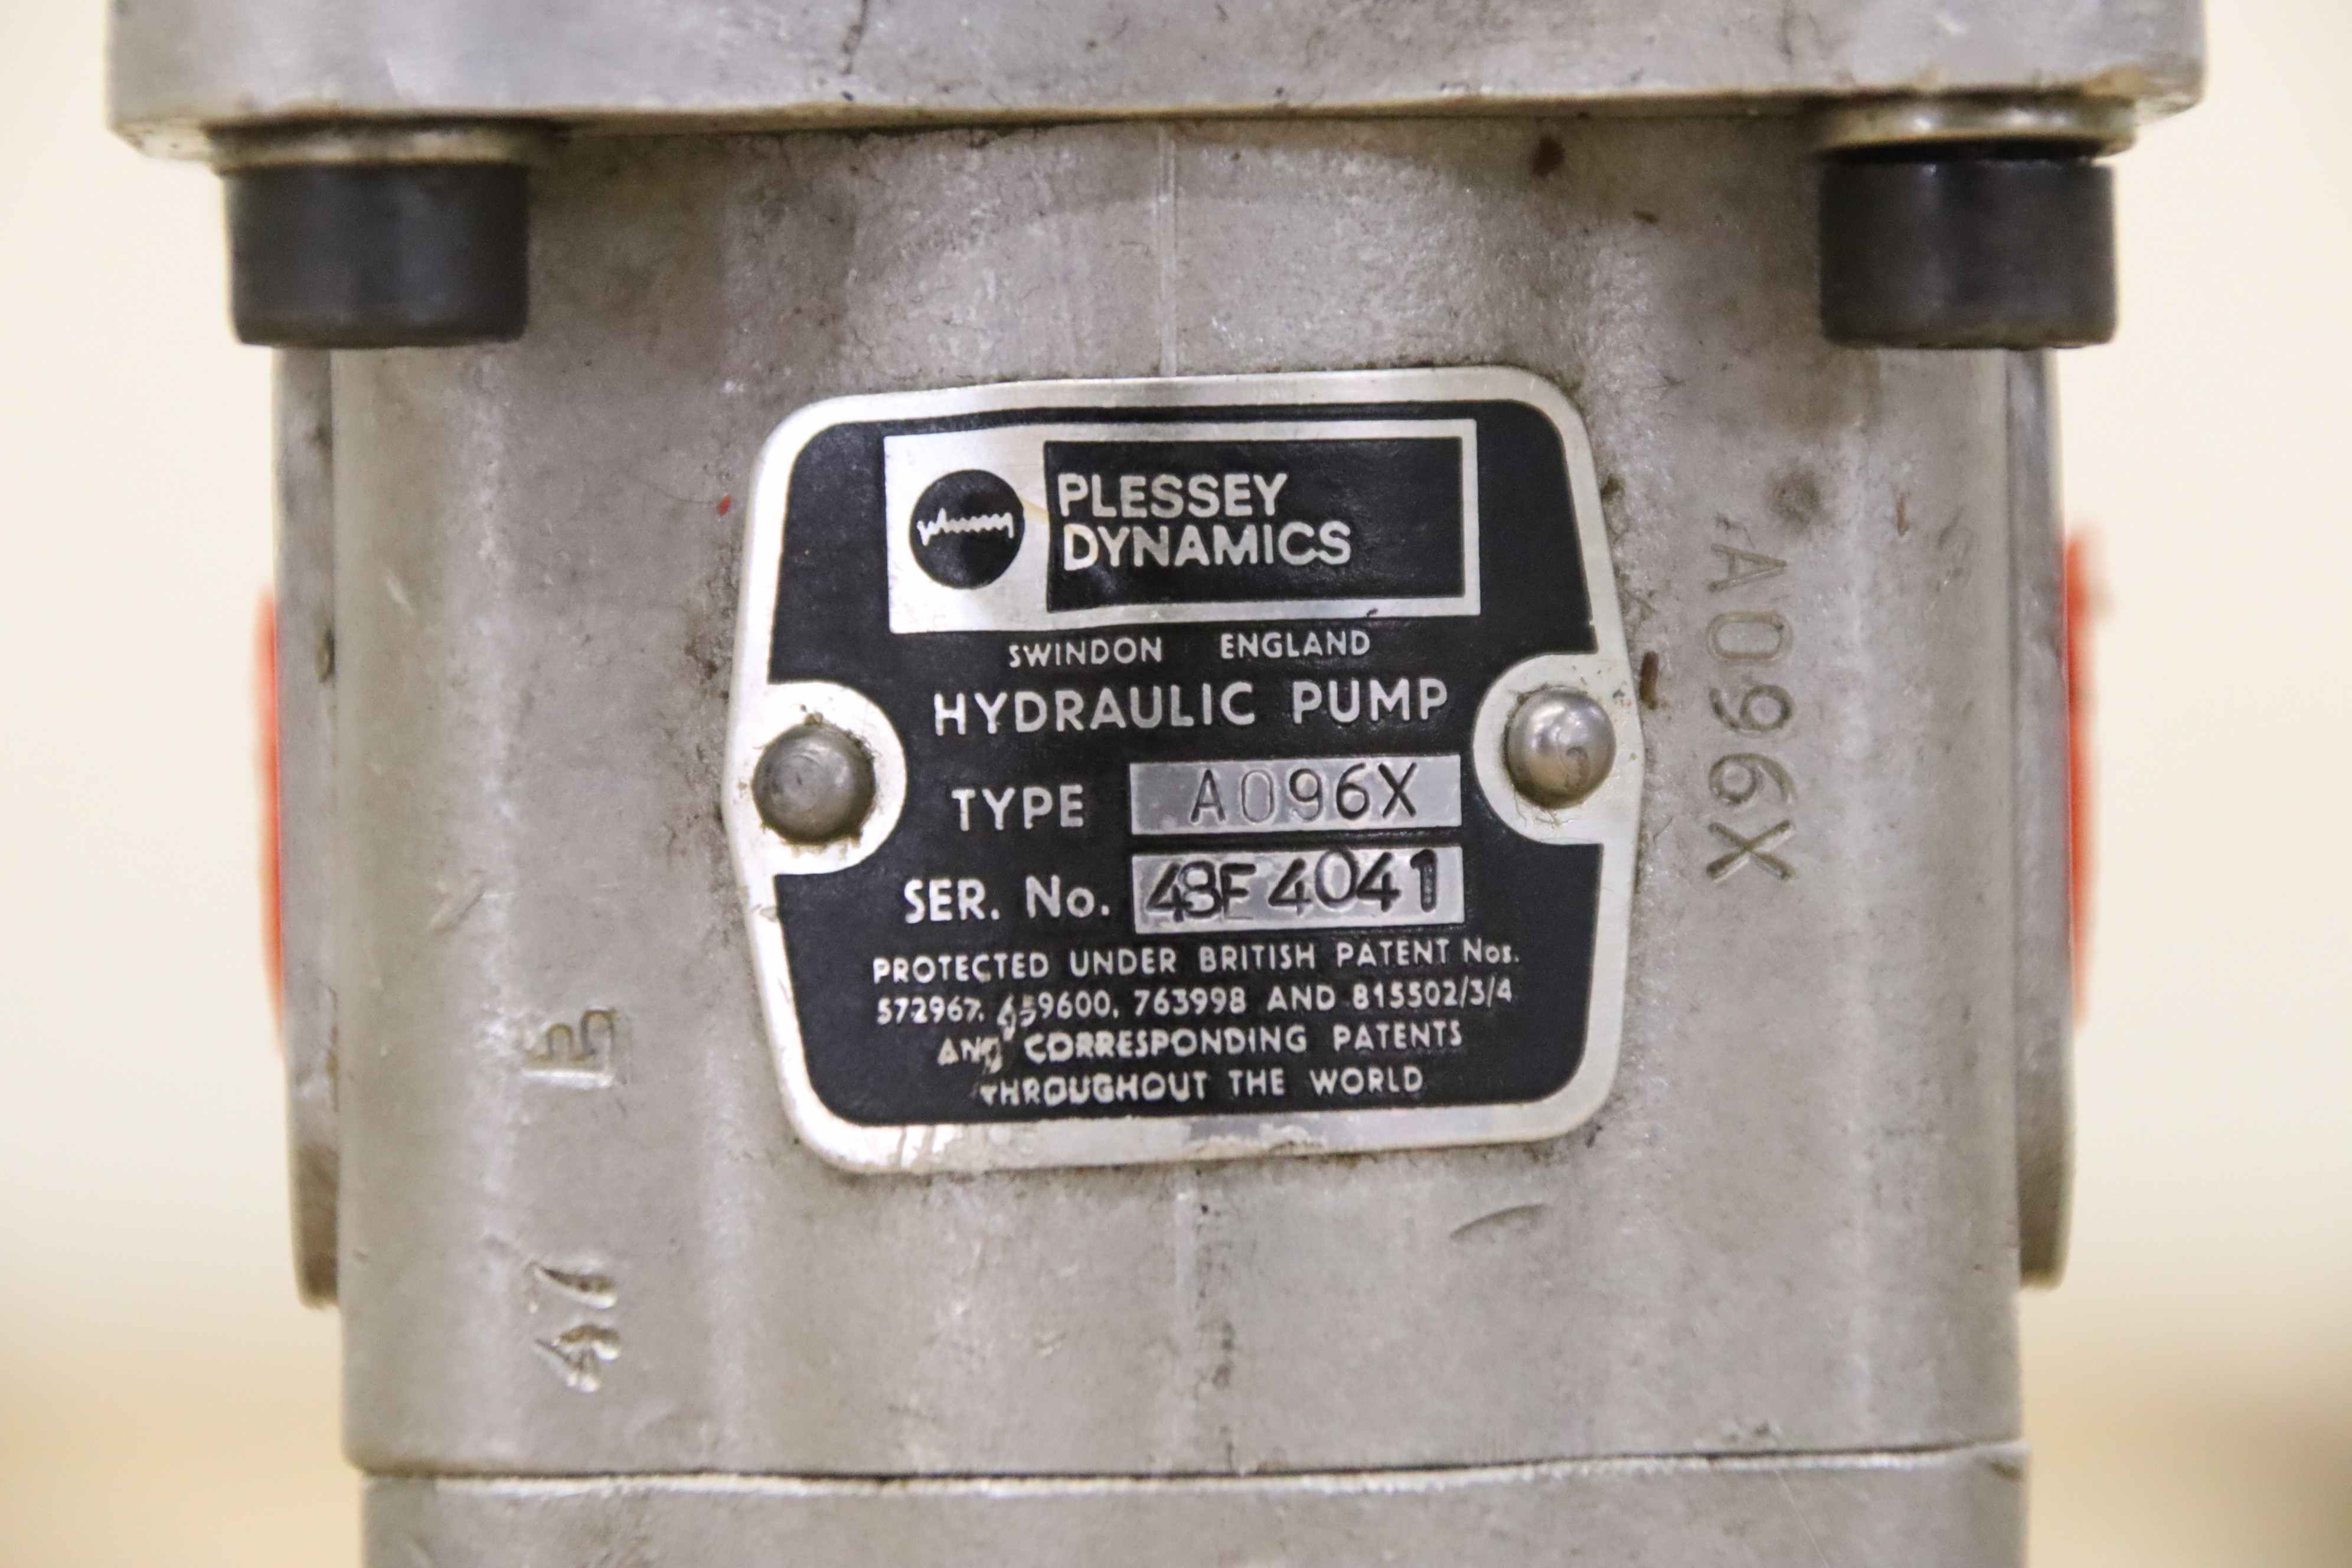 PLESSEY
DYNAMICS
SWINDON ENGLAND
HYDRAULIC PUMP
TYPE A096X
SER. No. 43F4041
PROTECTED UNDER BRITISH PATENT Nos.
572967, 659600, 763998 AND 815502/3/4
AND CORRESPONDING PATENTS
THROUGHOUT THE WORLD
A096X
47 E